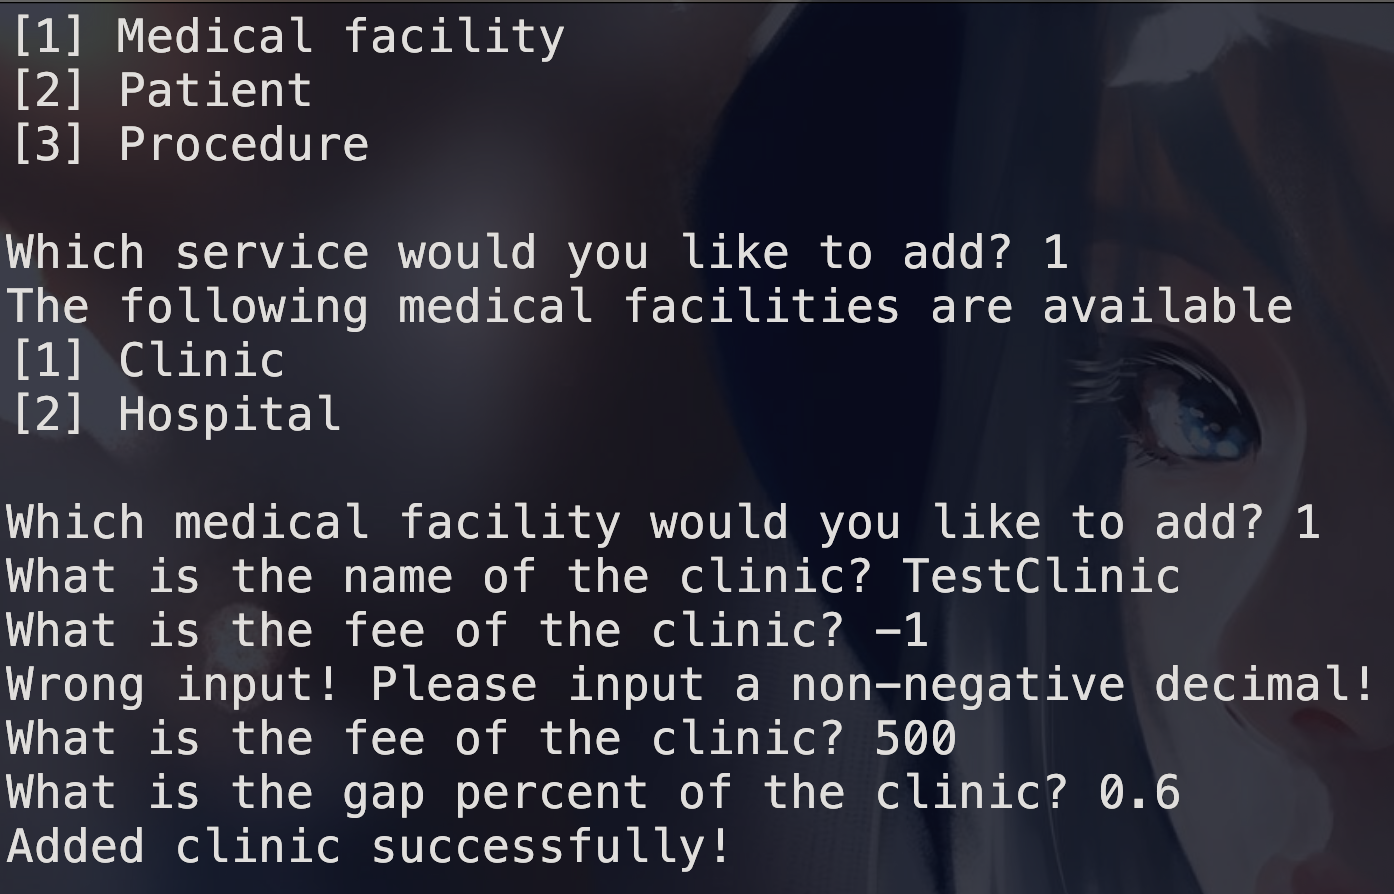 [1] Medical facility
[2] Patient
[3] Procedure
Which service would you like to add? 1
The following medical facilities are available
[1] Clinic
[2] Hospital
Which medical facility would you like to add? 1
What is the name of the clinic? TestClinic
What is the fee of the clinic? -1
Wrong input! Please input a non-negative decimal!
What is the fee of the clinic? 500
What is the gap percent of the clinic? 0.6
Added clinic successfully!